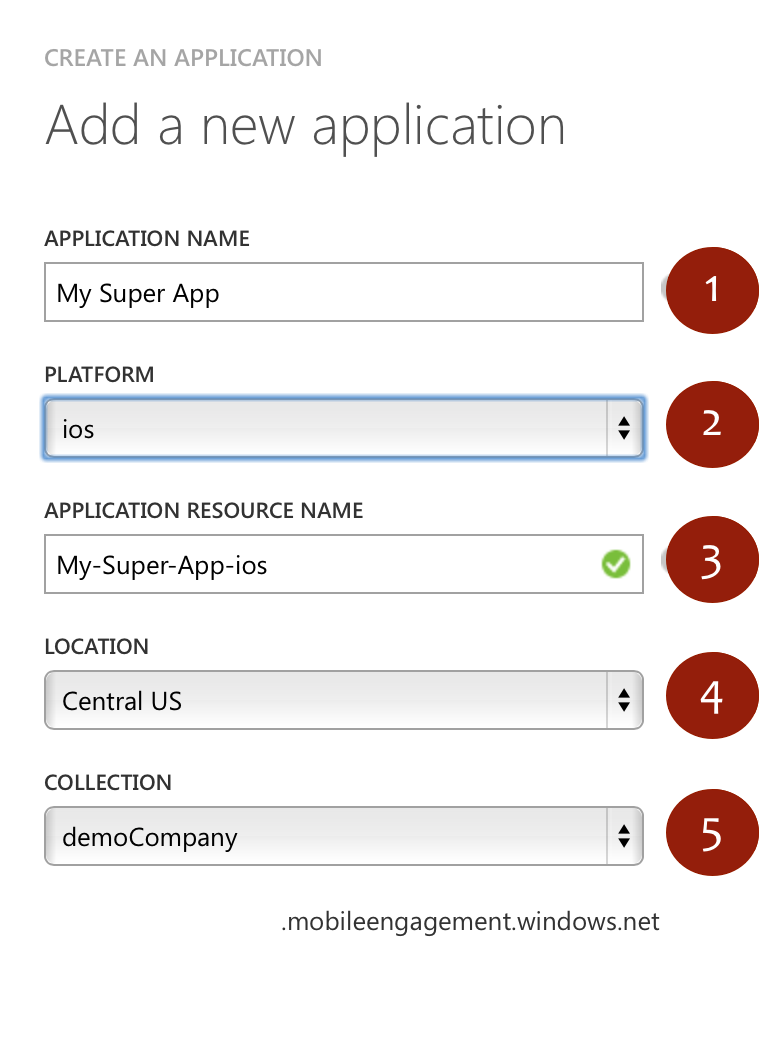 CREATE AN APPLICATION
Add a new application
APPLICATION NAME
My Super App
1
PLATFORM
ios
2
APPLICATION RESOURCE NAME
My-Super-App-ios
3
LOCATION
Central US
4
COLLECTION
demoCompany
5
.mobileengagement.windows.net